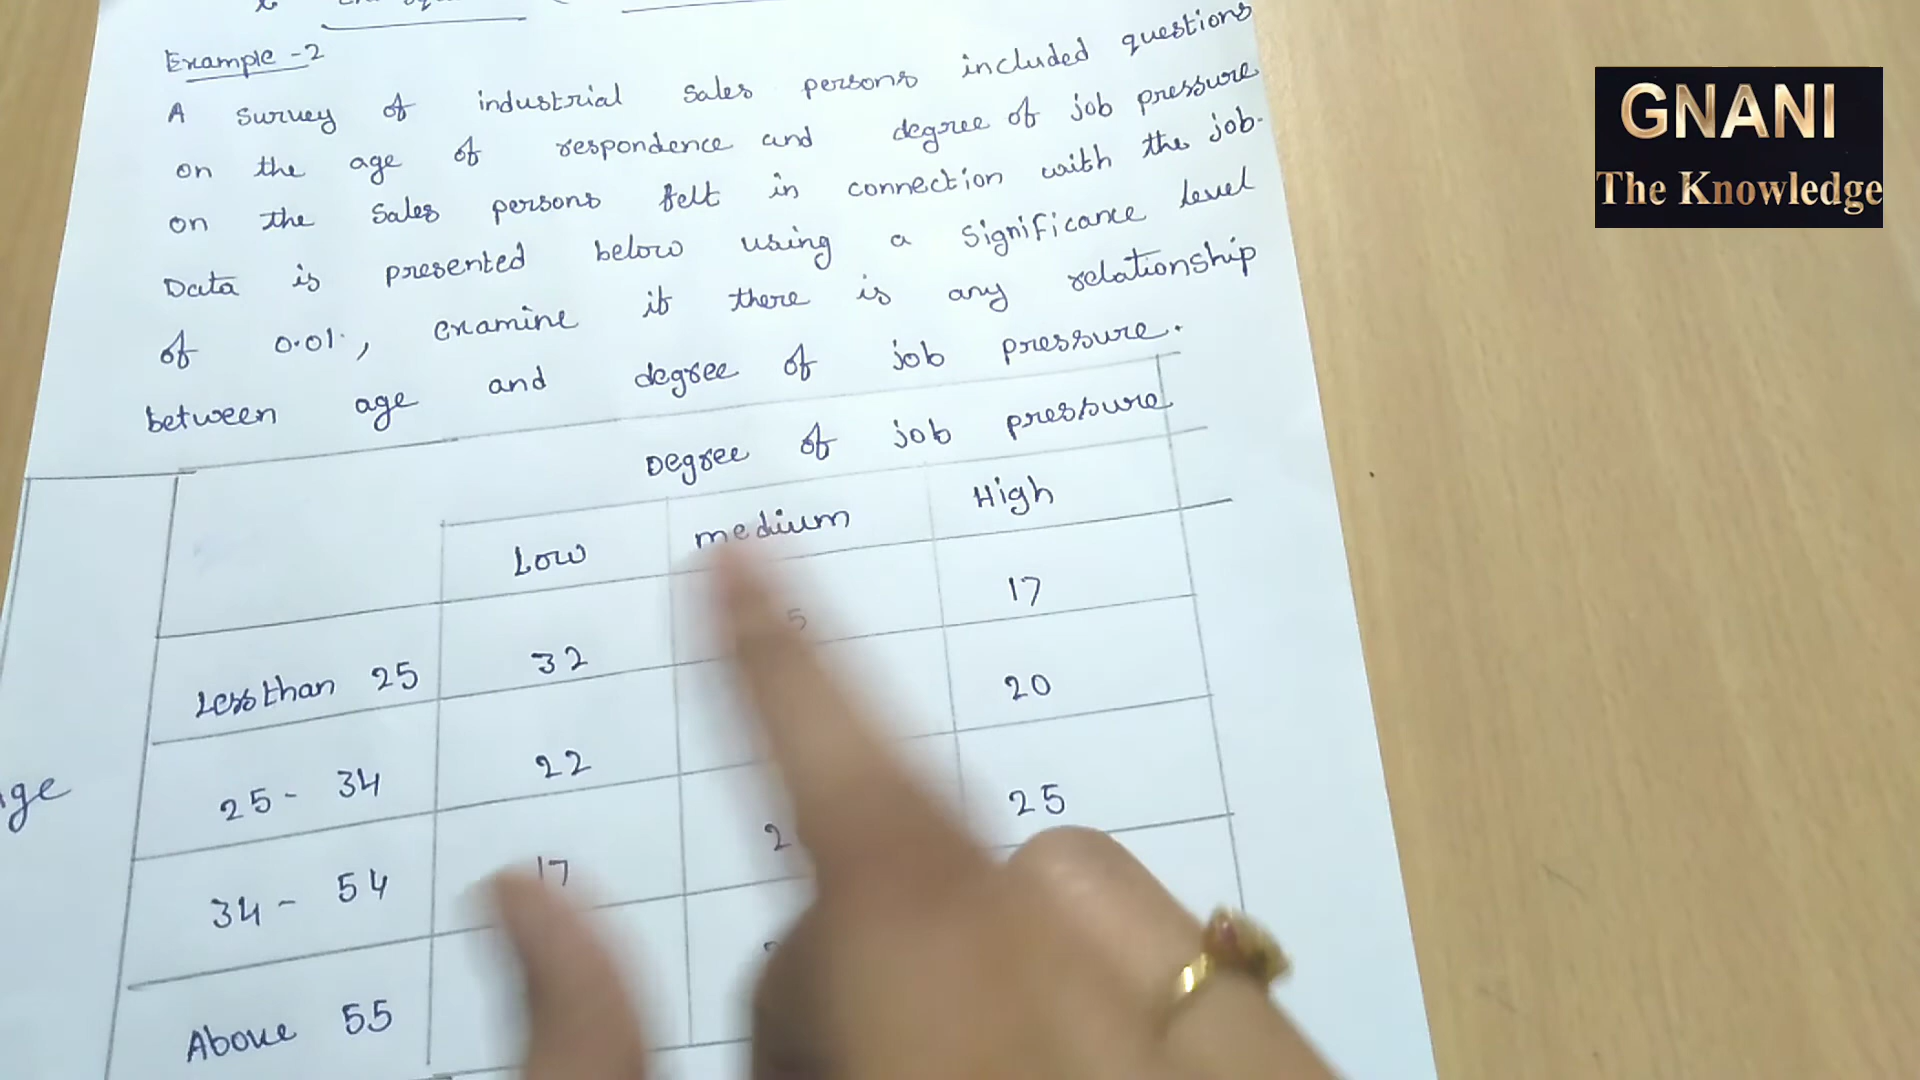 Example - 2
A survey of industrial sales persons included questions
on the age of respondence and degree of job pressure
on the sales persons felt in connection with the job.
Data is presented below using a significance level
of 0.01, examine if there is any relationship
between age and degree of job pressure.
Degree of job pressure
Low medium High
Less than 25 32 5 17
25 - 34 22 20
34 - 54 17 2 25
Above 55
GNANI
The Knowledge